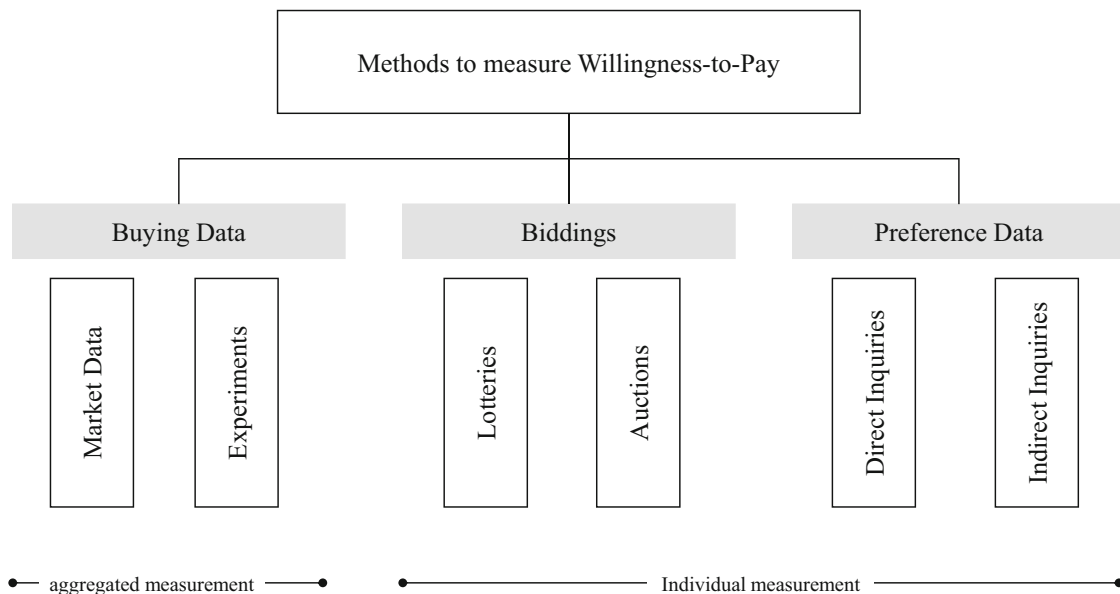 Methods to measure Willingness-to-Pay
Buying Data
Biddings
Preference Data
Market Data
Experiments
Lotteries
Auctions
Direct Inquiries
Indirect Inquiries
aggregated measurement
Individual measurement